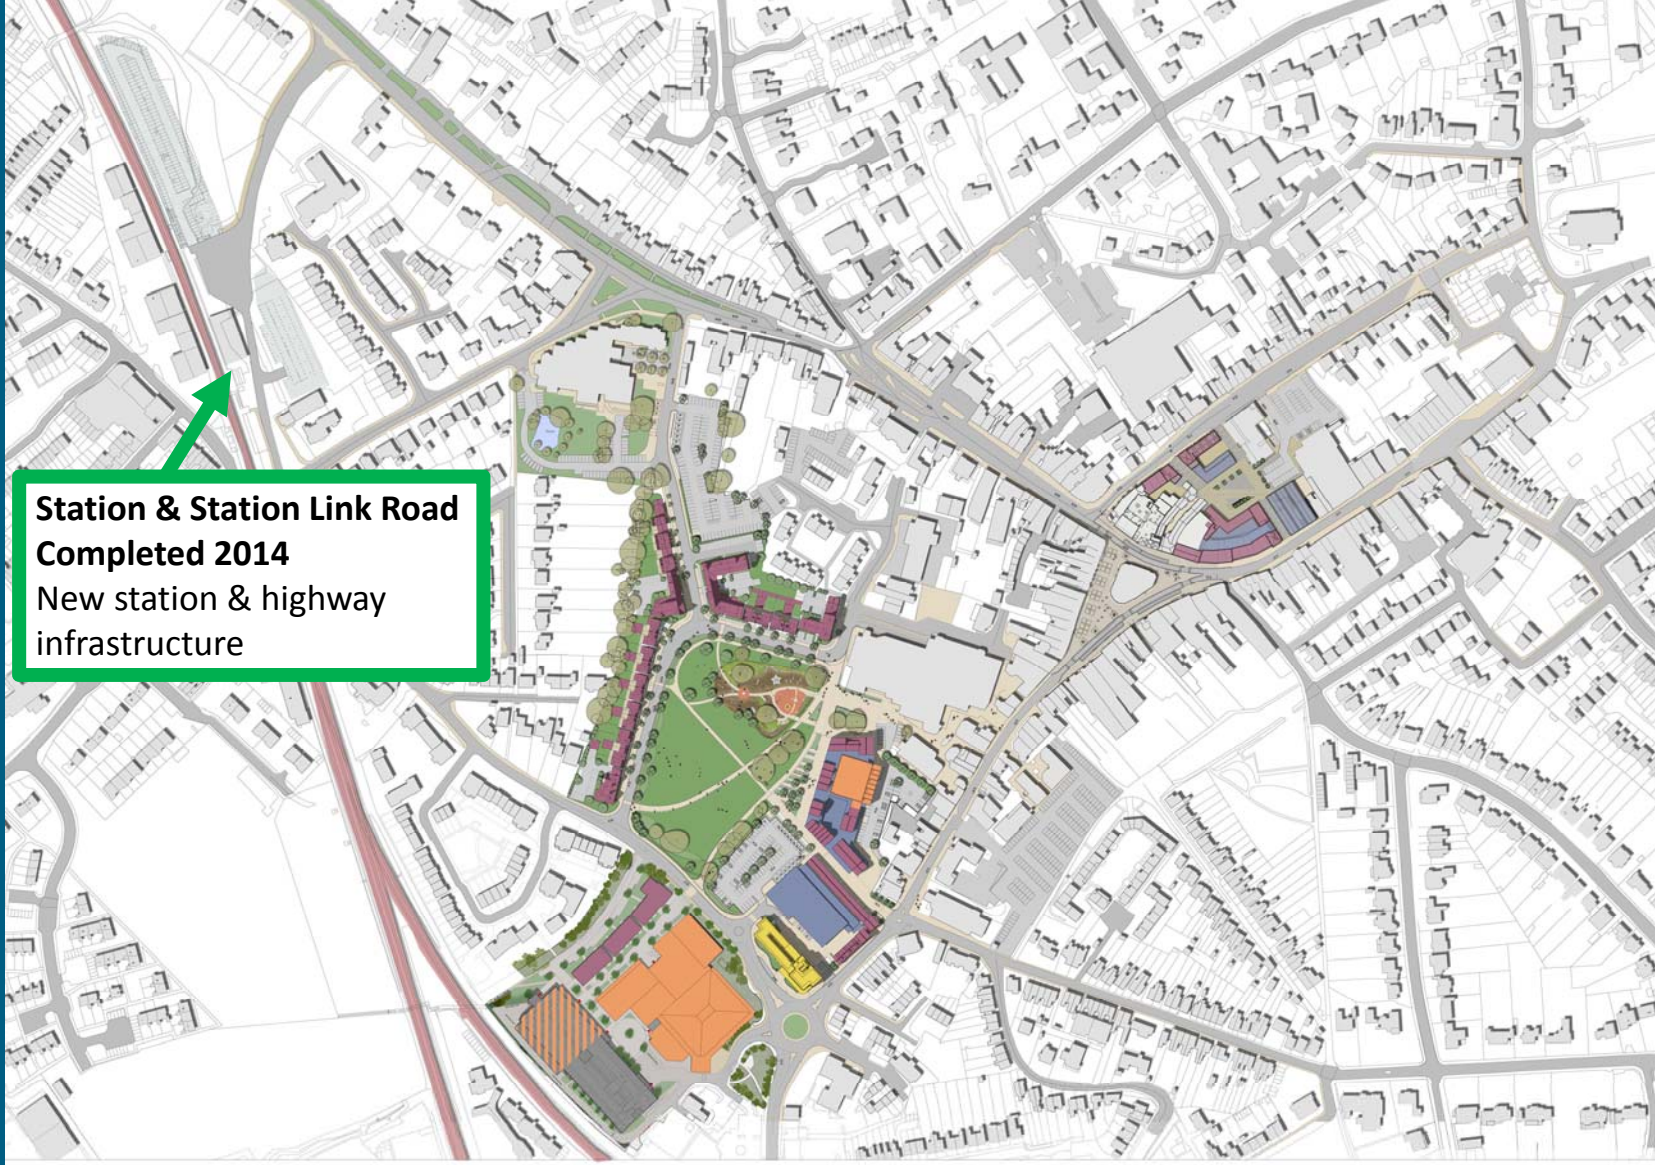 Station & Station Link Road
Completed 2014
New station & highway
infrastructure